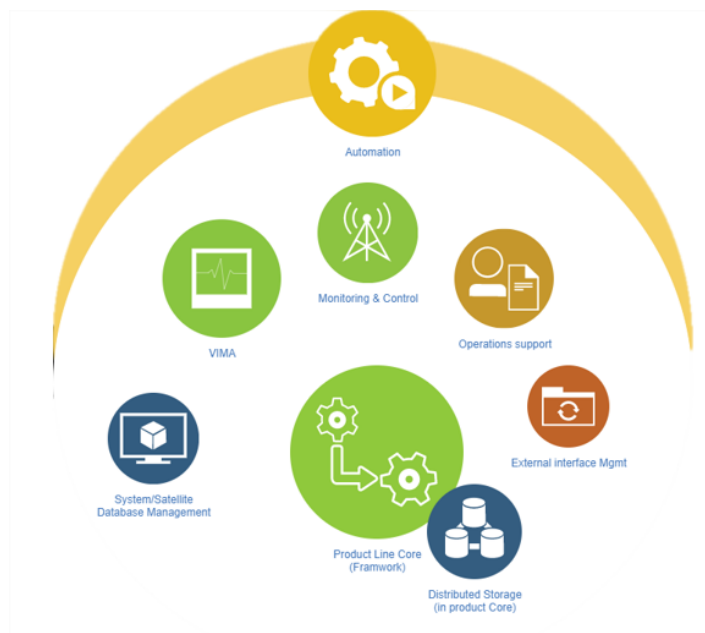 Automation
Monitoring & Control
Operations support
VIMA
External interface Mgmt
System/Satellite
Database Management
Product Line Core
(Framwork)
Distributed Storage
(in product Core)